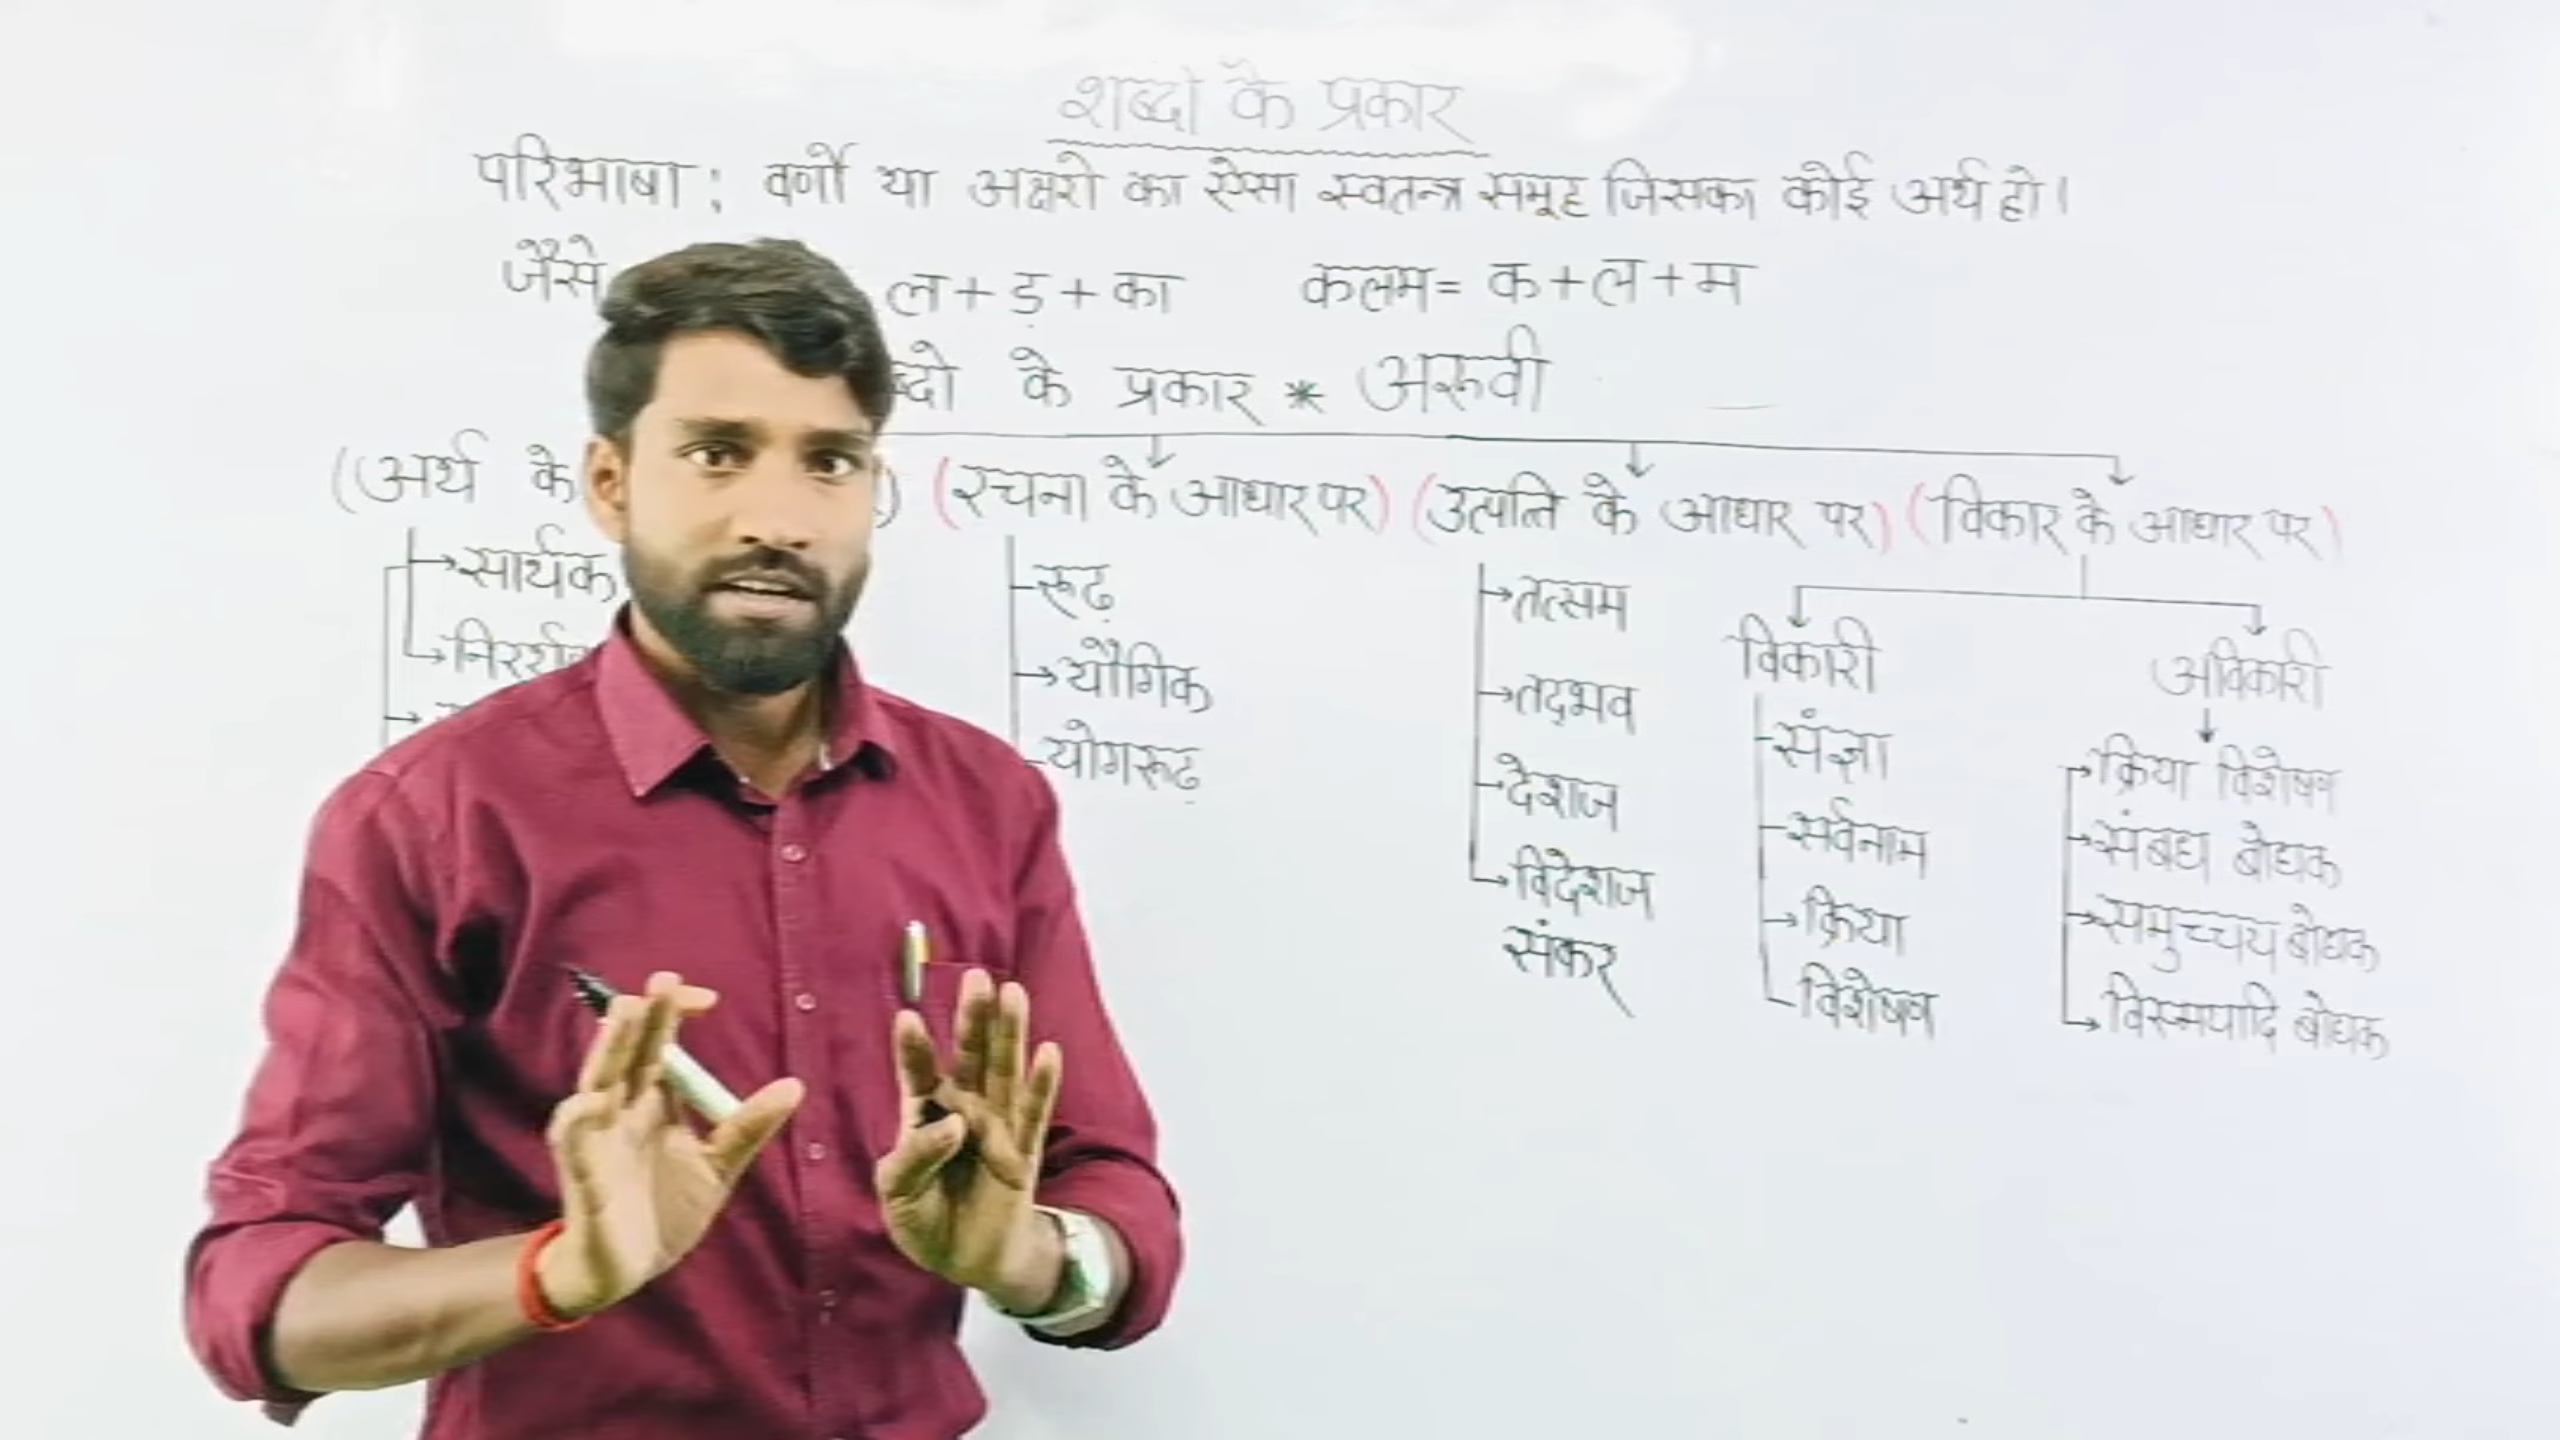 शब्दो के प्रकार
परिभाषा : वर्णो या अक्षरो का ऐसा स्वतन्त्र समूह जिसका कोई अर्थ हो।
जैसे ल + ड़ + का कलम = क + ल + म
के प्रकार * अरूवी
(अर्थ के (रचना के आधार पर) (उत्पत्ति के आधार पर) (विकार के आधार पर)
सार्थक
रूढ़
यौगिक
योगरूढ़
तत्सम
तद्भव
देशज
विदेशज
संकर
विकारी
संज्ञा
सर्वनाम
क्रिया
विशेषण
अविकारी
क्रिया विशेषण
संबध बोधक
समुच्चय बोधक
विस्मयादि बोधक